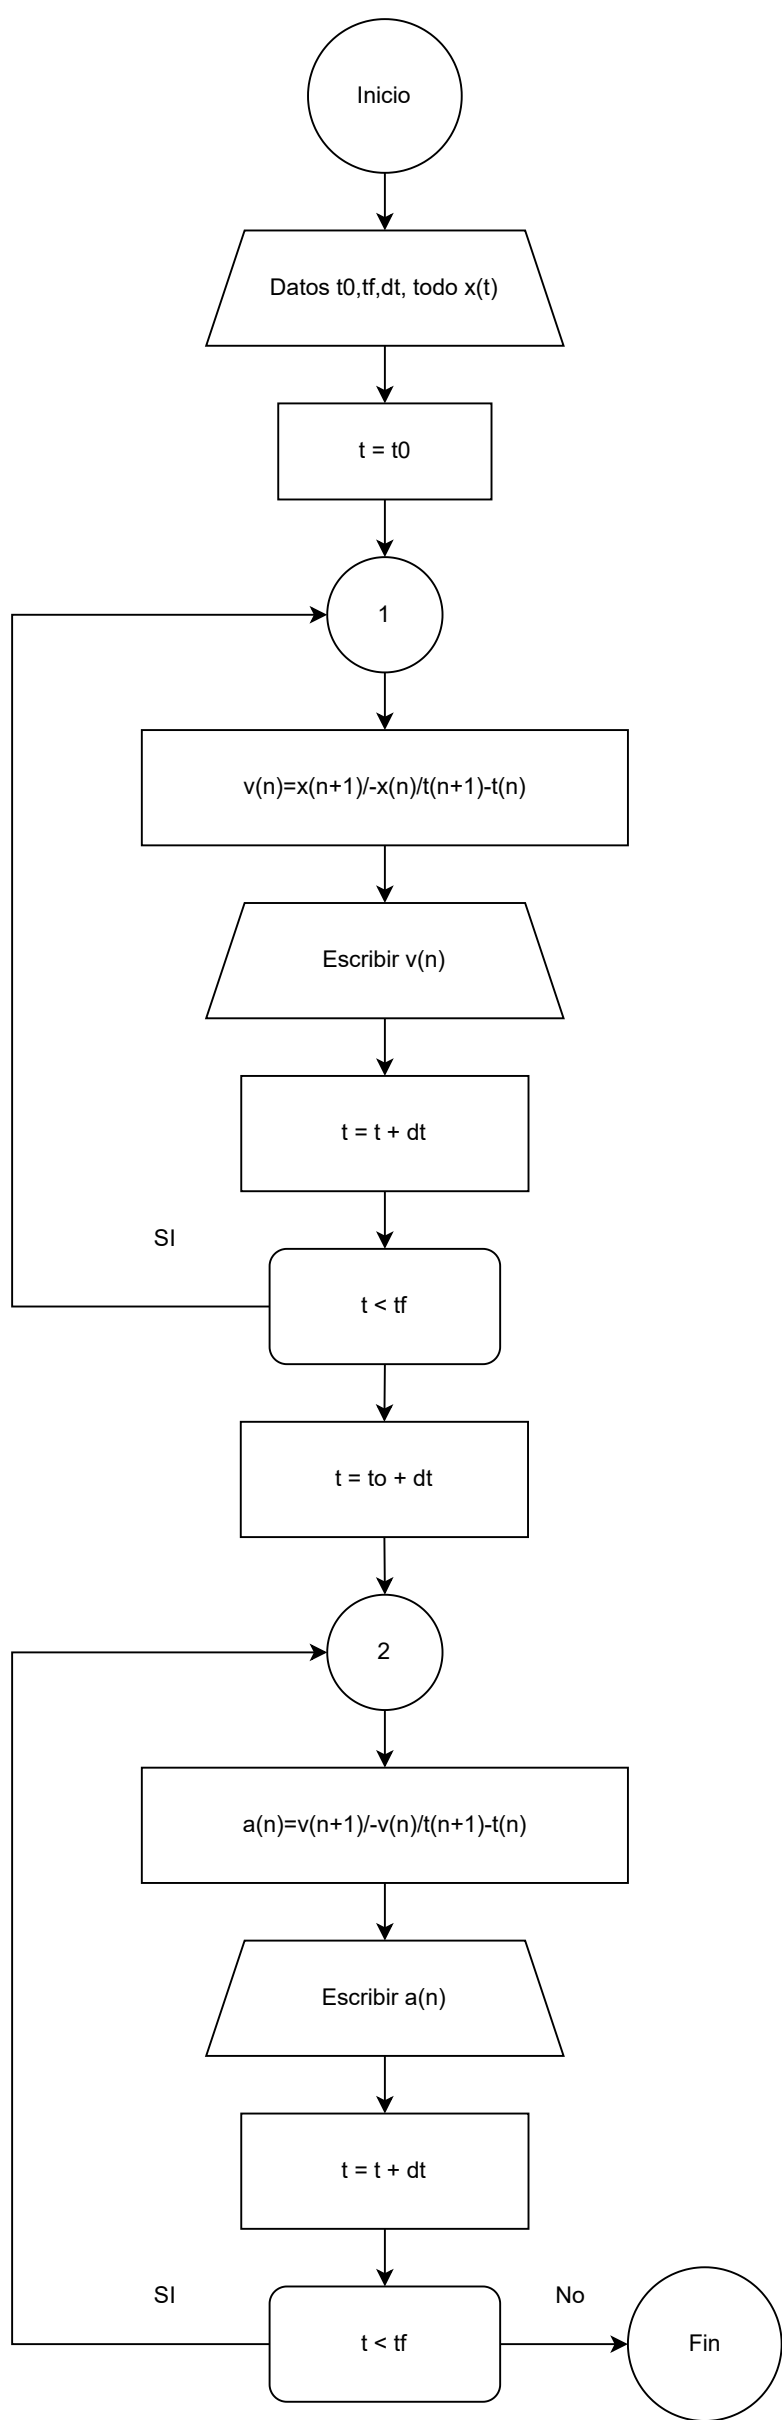 Inicio
Datos t0,tf,dt, todo x(t)
t = t0
1
v(n)=x(n+1)/-x(n)/t(n+1)-t(n)
Escribir v(n)
t = t + dt
SI
t < tf
t = to + dt
2
a(n)=v(n+1)/-v(n)/t(n+1)-t(n)
Escribir a(n)
t = t + dt
SI
No
t < tf
Fin